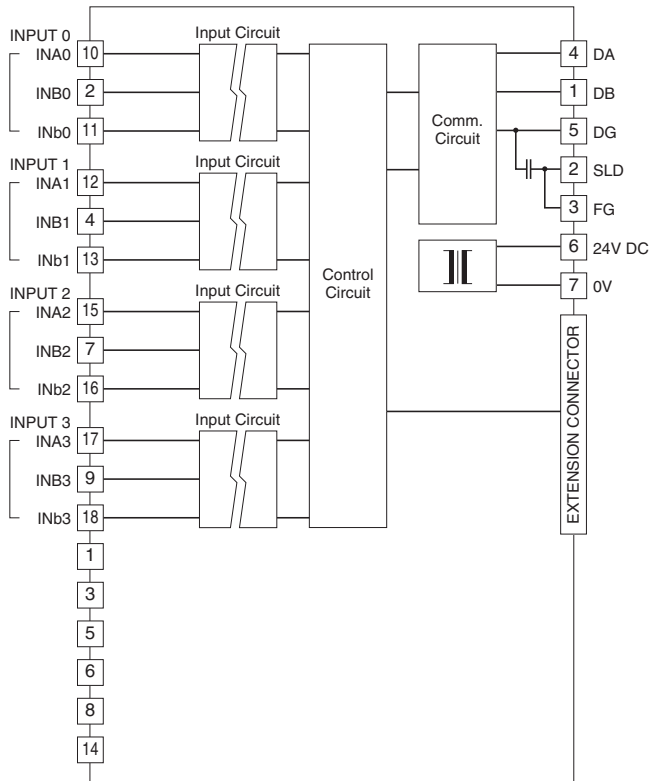 INPUT 0
INA0 10
INB0 2
INb0 11
Input Circuit
INPUT 1
INA1 12
INB1 4
INb1 13
Input Circuit
INPUT 2
INA2 15
INB2 7
INb2 16
Input Circuit
INPUT 3
INA3 17
INB3 9
INb3 18
Input Circuit
1
3
5
6
8
14
Control
Circuit
Comm.
Circuit
4 DA
1 DB
5 DG
2 SLD
3 FG
6 24V DC
7 0V
EXTENSION CONNECTOR